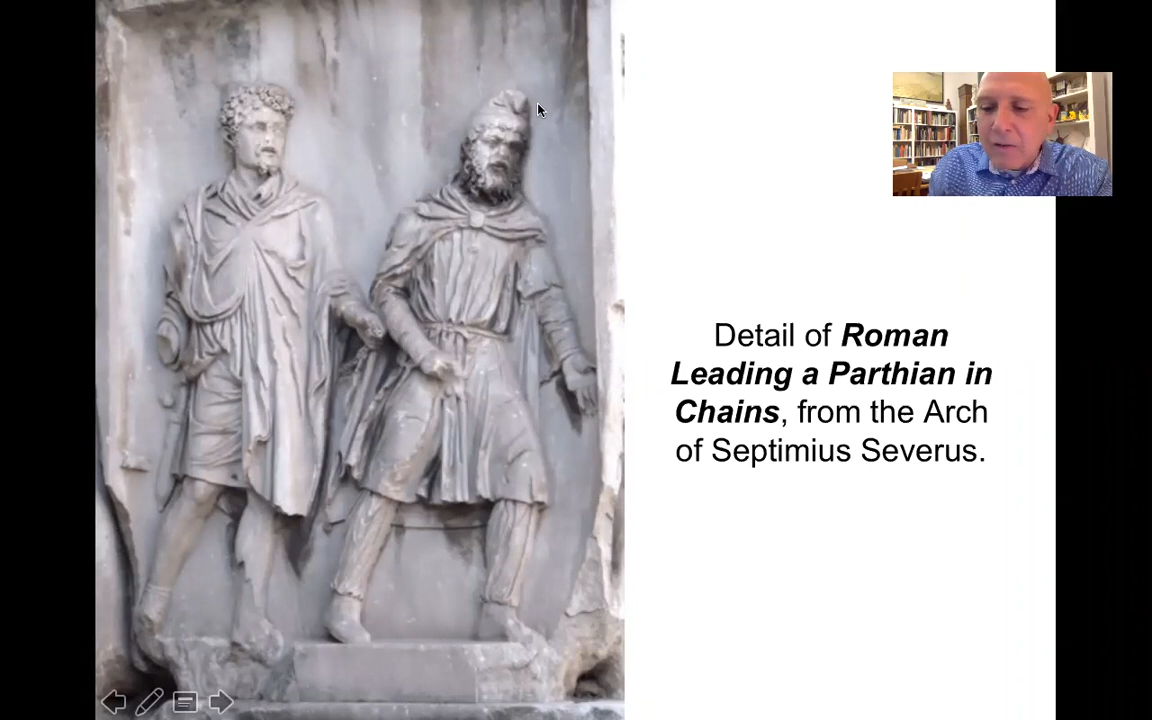 Detail of Roman
Leading a Parthian in
Chains, from the Arch
of Septimius Severus.